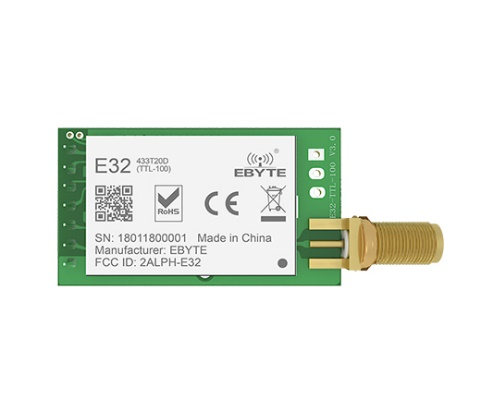 E32 433T20D
(TTL-100)
EBYTE
RoHS
CE
SN: 18011800001 Made in China
Manufacturer: EBYTE
FCC ID: 2ALPH-E32
E32-TTL-100 V3.0